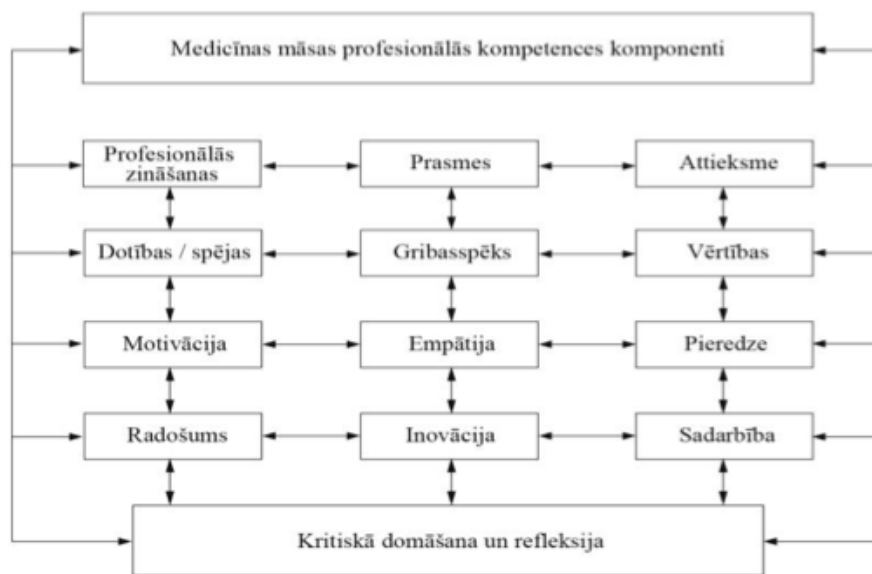 Medicīnas māsas profesionālās kompetences komponenti
Profesionālās
zināšanas
Prasmes
Attieksme
Dotības / spējas
Gribasspēks
Vērtības
Motivācija
Empātija
Pieredze
Radošums
Inovācija
Sadarbība
Kritiskā domāšana un refleksija